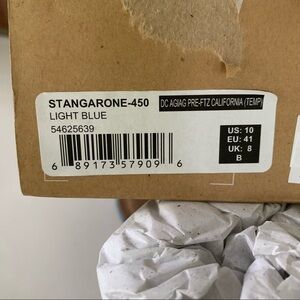 STANGARONE-450
DC AGIAG PRE-FTZ CALIFORNIA (TEMP)
LIGHT BLUE
54625639
US: 10
EU: 41
UK: 8
B
6 89173 57909 6